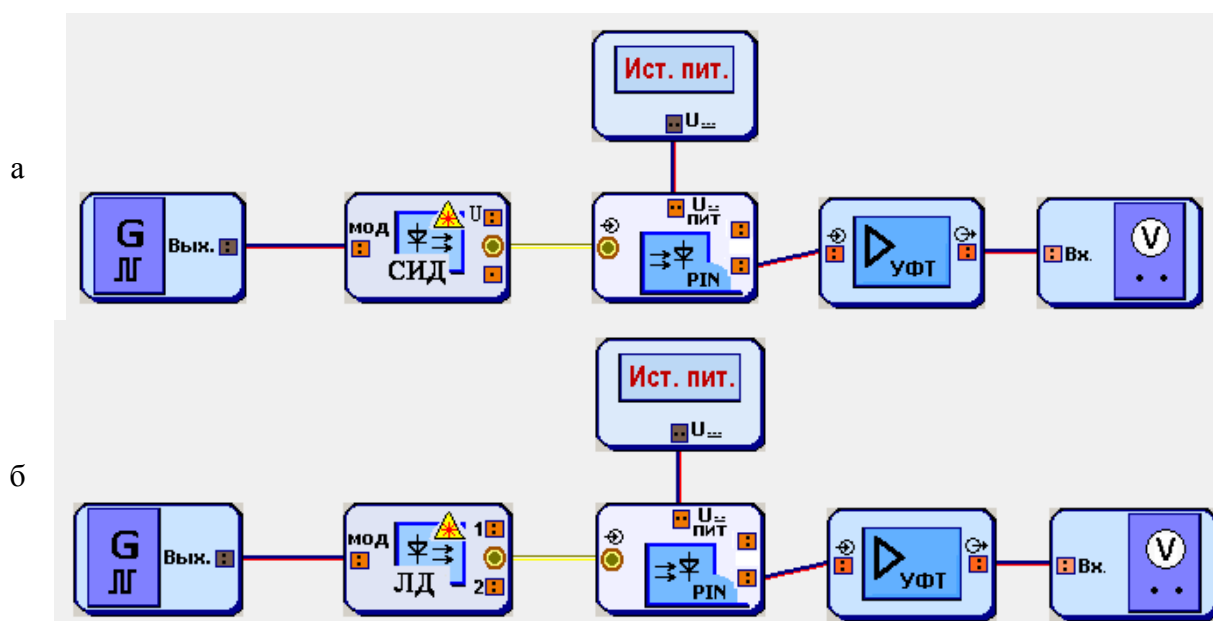 Ист. пит.
U
а
G
Вых.
мод
U
СИД
U
ПИТ
PIN
УФТ
V
Вх.
Ист. пит.
U
б
G
Вых.
мод
1
ЛД
2
U
ПИТ
PIN
УФТ
V
Вх.